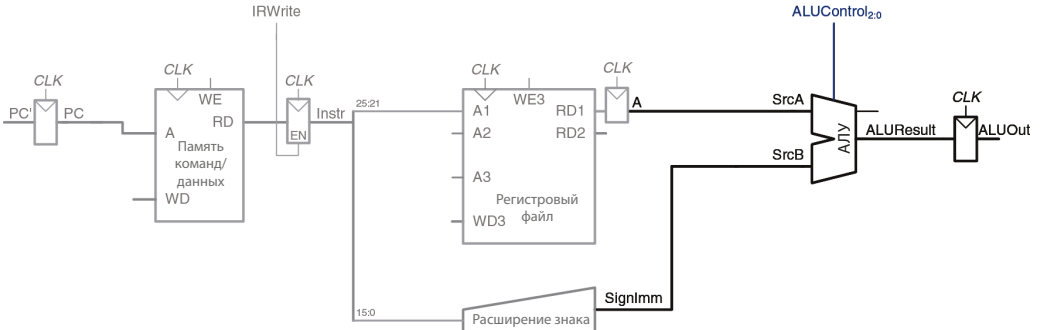 IRWrite
ALUControl2:0
CLK
CLK
CLK
CLK
CLK
CLK
PC'
PC
WE
RD
EN
A
Память
команд/
данных
WD
Instr
25:21
A1
A2
A3
WD3
WE3
RD1
RD2
Регистровый
файл
A
SrcA
SrcB
АЛУ
ALUResult
ALUOut
SignImm
15:0
Расширение знака